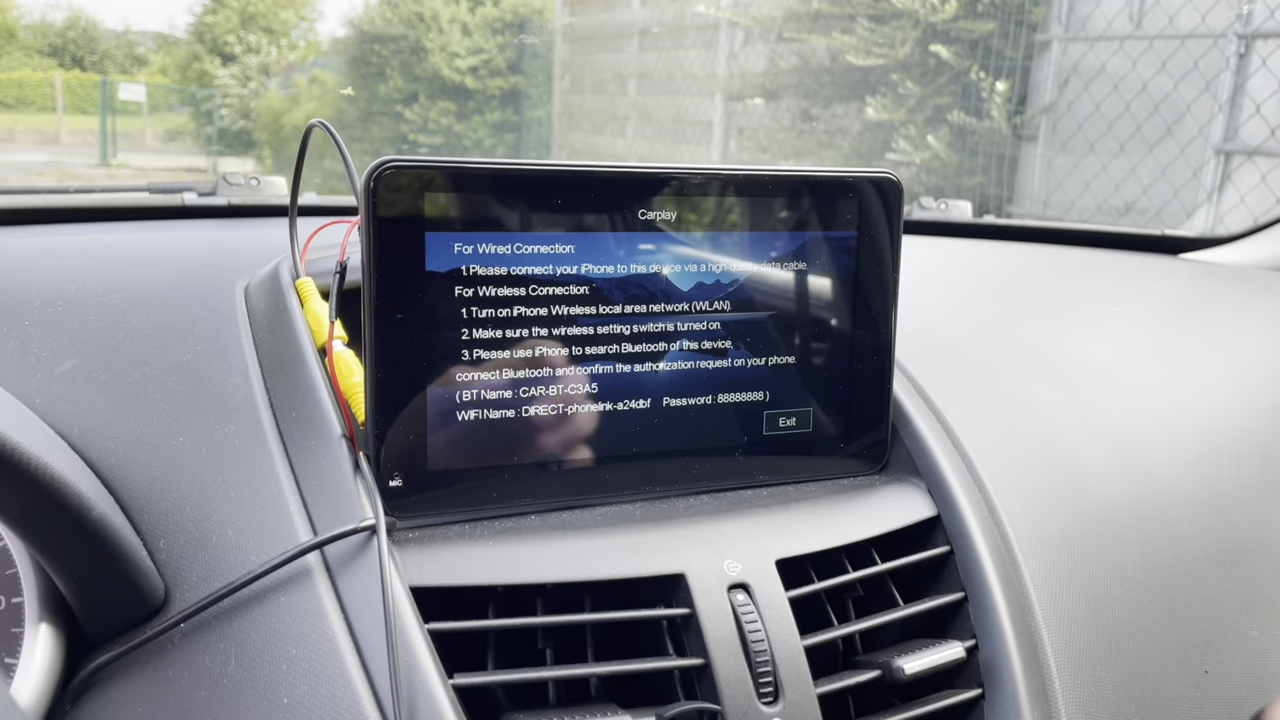 Carplay
For Wired Connection:
1. Please connect your iPhone to this device via a high-quality data cable.
For Wireless Connection:
1. Turn on iPhone Wireless local area network (WLAN).
2. Make sure the wireless setting switch is turned on.
3. Please use iPhone to search Bluetooth of this device,
connect Bluetooth and confirm the authorization request on your phone.
( BT Name : CAR-BT-C3A5
WIFI Name : DIRECT-phonelink-a24dbf Password : 88888888 )
Exit
MIC